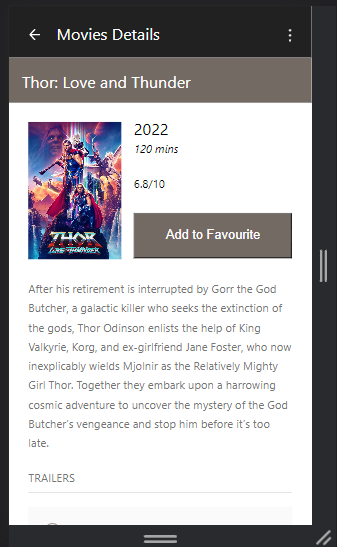 Movies Details
Thor: Love and Thunder
2022
120 mins
6.8/10
THOR
LOVE AND THUNDER
Add to Favourite
After his retirement is interrupted by Gorr the God
Butcher, a galactic killer who seeks the extinction of
the gods, Thor Odinson enlists the help of King
Valkyrie, Korg, and ex-girlfriend Jane Foster, who now
inexplicably wields Mjolnir as the Relatively Mighty
Girl Thor. Together they embark upon a harrowing
cosmic adventure to uncover the mystery of the God
Butcher's vengeance and stop him before it's too
late.
TRAILERS